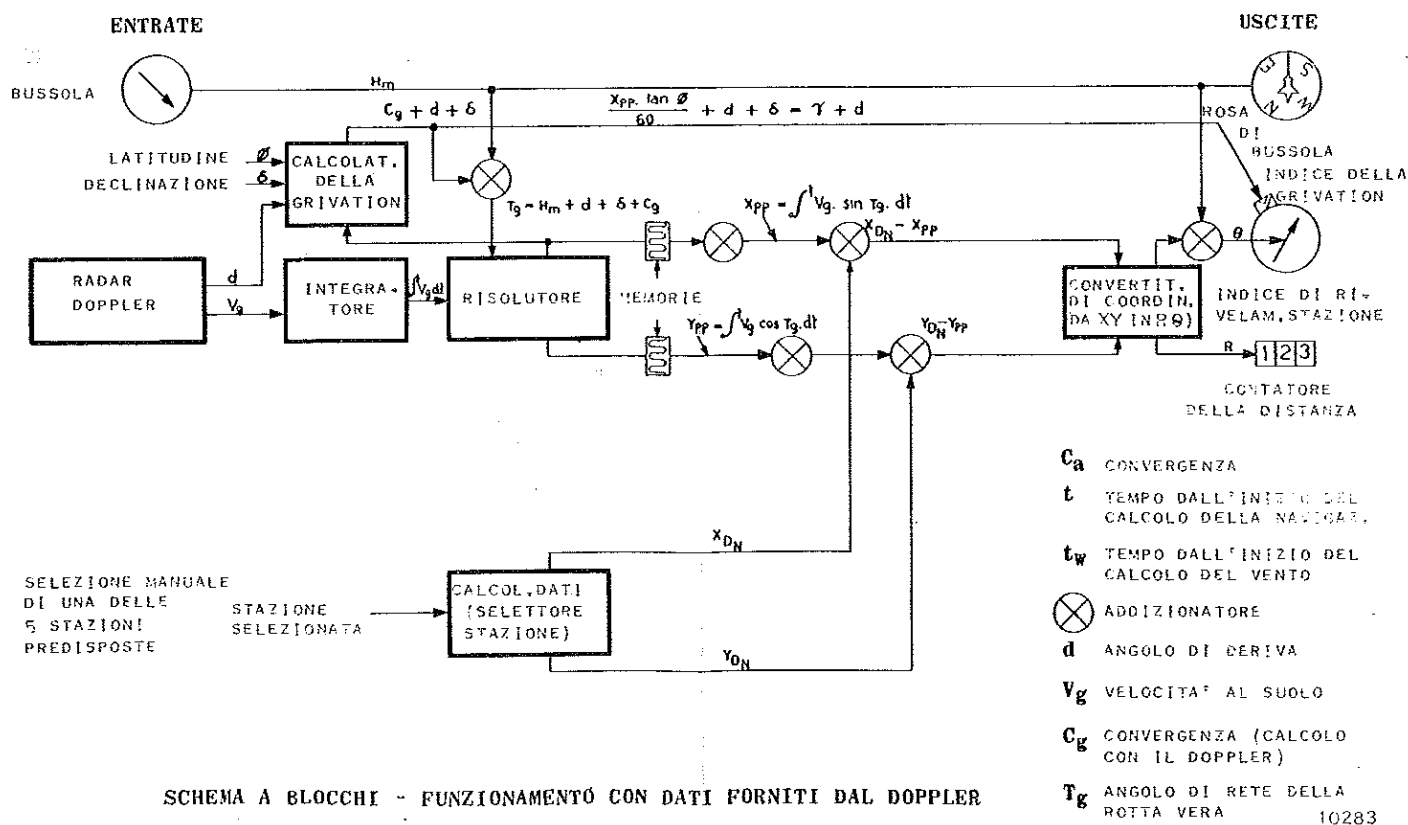 ENTRATE
USCITE
BUSSOLA
Hm
E S N W
Cg + d + δ
Xpp. tan Ø / 60 + d + δ = γ + d
ROSA
DI
BUSSOLA
INDICE DELLA
GRIVATION
LATITUDINE Ø
DECLINAZIONE δ
CALCOLAT.
DELLA
GRIVATION
Tg = Hm + d + δ + Cg
Xpp = ∫t Vg. sin Tg. dt
XDN - Xpp
θ
RADAR
DOPPLER
d
Vg
INTEGRA-
TORE
∫Vg dt
RISOLUTORE
MEMORIE
Ypp = ∫t Vg cos Tg. dt
YDN - Ypp
CONVERTIT.
DI COORDIN.
DA XY IN Rθ)
INDICE DI RI-
VELAM. STAZIONE
R
1 2 3
CONTATORE
DELLA DISTANZA
XDN
SELEZIONE MANUALE
DI UNA DELLE
5 STAZIONI
PREDISPOSTE
STAZIONE
SELEZIONATA
CALCOL. DATI
(SELETTORE
STAZIONE)
YDN
Ca CONVERGENZA
t TEMPO DALL'INIZIO DEL
CALCOLO DELLA NAVIGAZ.
tw TEMPO DALL'INIZIO DEL
CALCOLO DEL VENTO
ADDIZIONATORE
d ANGOLO DI DERIVA
Vg VELOCITA' AL SUOLO
Cg CONVERGENZA (CALCOLO
CON IL DOPPLER)
Tg ANGOLO DI RETE DELLA
ROTTA VERA
SCHEMA A BLOCCHI - FUNZIONAMENTO CON DATI FORNITI DAL DOPPLER
10283